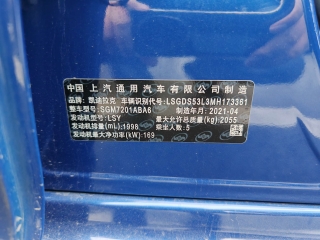 中国 上汽通用汽车有限公司制造
品牌: 凯迪拉克 车辆识别代号: LSGDS53L3MH173361
整车型号: SGM7201ABA6 制造年月: 2021-04
发动机型号: LSY 最大允许总质量(kg): 2055
发动机排量(mL): 1998 乘坐人数: 5
发动机最大净功率(kW): 169